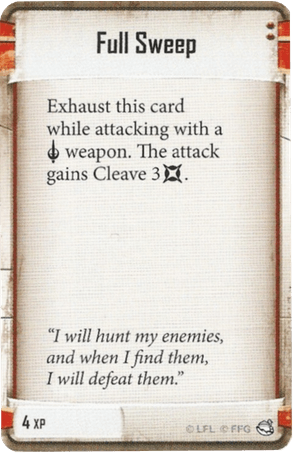 Full Sweep
Exhaust this card
while attacking with a
weapon. The attack
gains Cleave 3 .
“I will hunt my enemies,
and when I find them,
I will defeat them.”
4 XP
© LFL © FFG